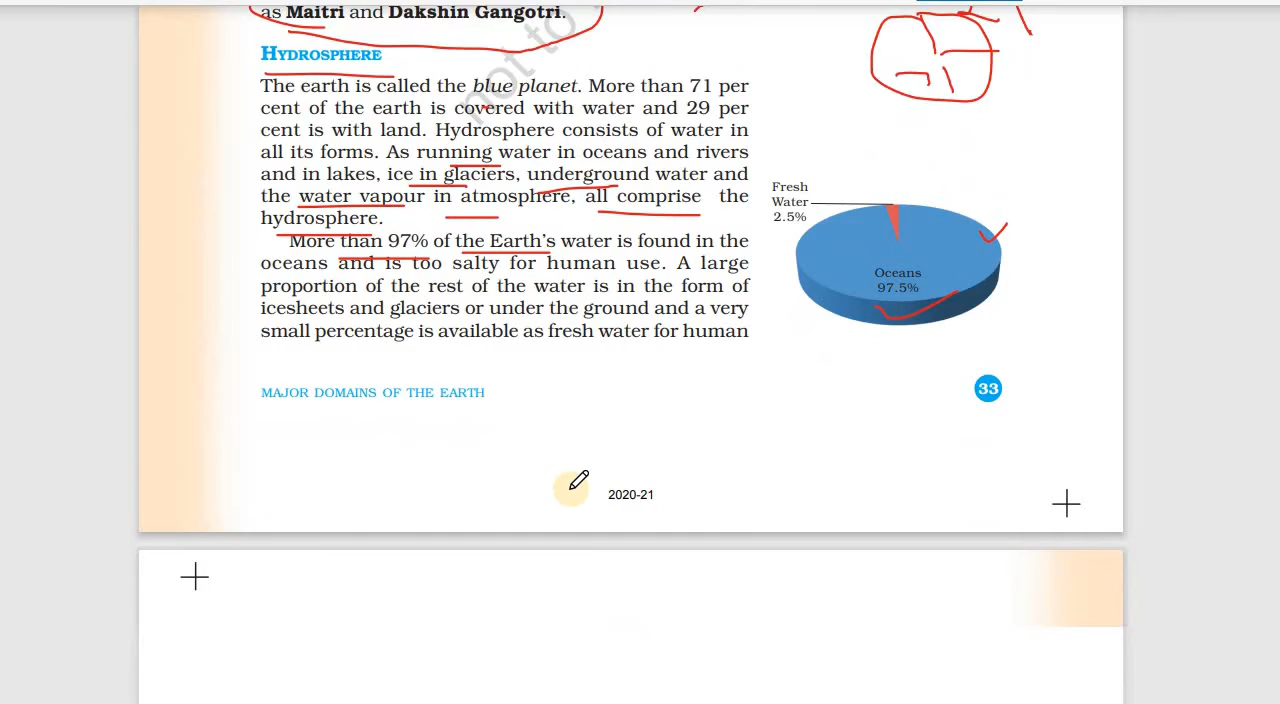 as Maitri and Dakshin Gangotri.
HYDROSPHERE
The earth is called the blue planet. More than 71 per
cent of the earth is covered with water and 29 per
cent is with land. Hydrosphere consists of water in
all its forms. As running water in oceans and rivers
and in lakes, ice in glaciers, underground water and
the water vapour in atmosphere, all comprise the
hydrosphere.
More than 97% of the Earth's water is found in the
oceans and is too salty for human use. A large
proportion of the rest of the water is in the form of
icesheets and glaciers or under the ground and a very
small percentage is available as fresh water for human
Fresh
Water
2.5%
Oceans
97.5%
MAJOR DOMAINS OF THE EARTH
33
2020-21
not to